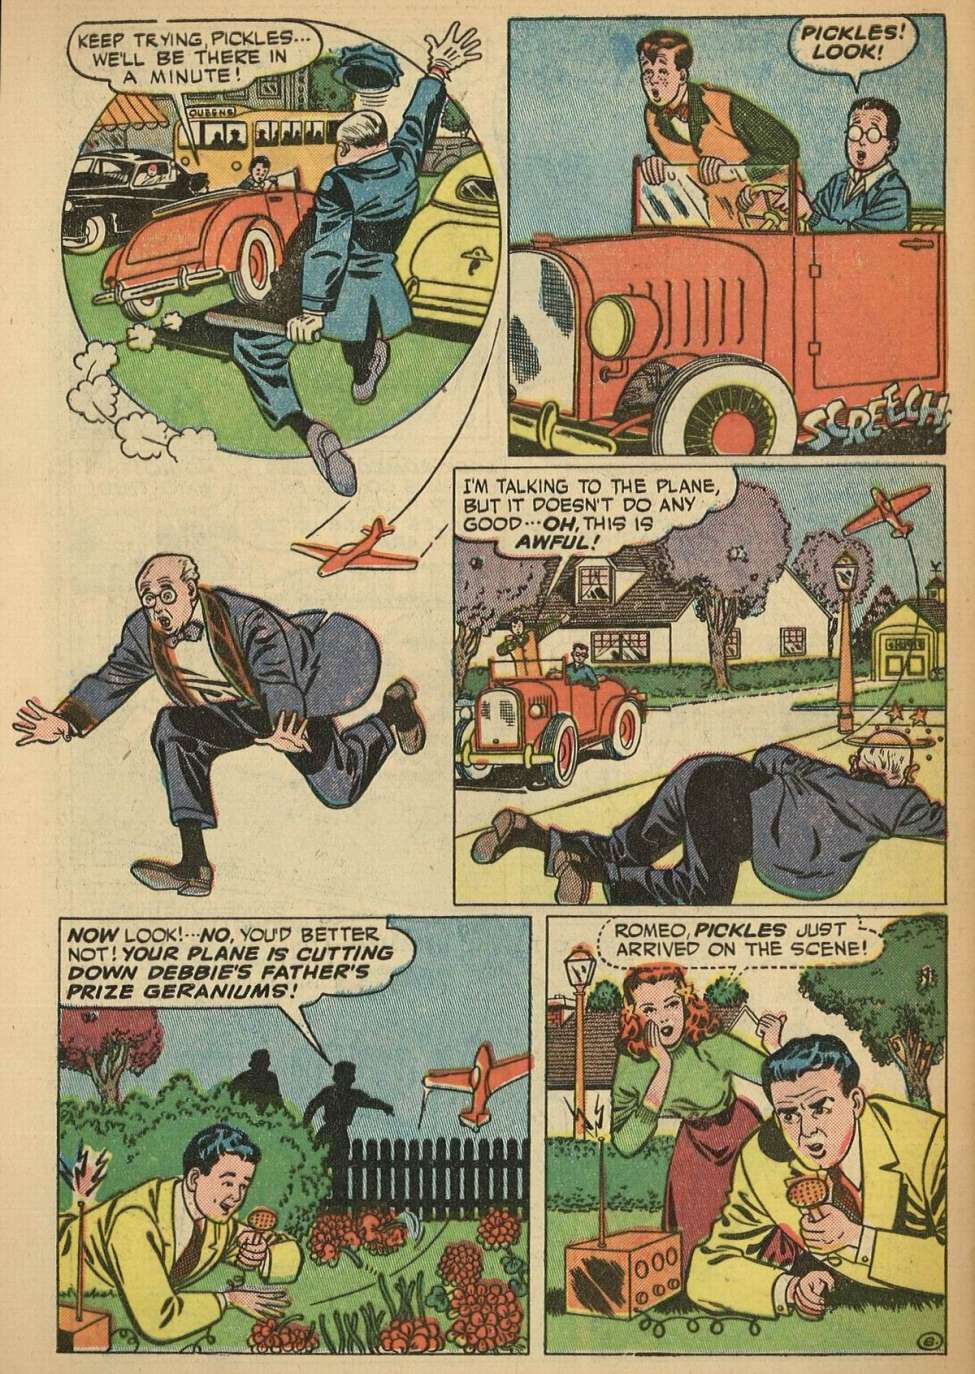 KEEP TRYING, PICKLES...
WE'LL BE THERE IN
A MINUTE!
QUEENS
PICKLES!
LOOK!
SCREECH
I'M TALKING TO THE PLANE,
BUT IT DOESN'T DO ANY
GOOD...OH, THIS IS
AWFUL!
NOW LOOK!...NO, YOU'D BETTER
NOT! YOUR PLANE IS CUTTING
DOWN DEBBIE'S FATHER'S
PRIZE GERANIUMS!
ROMEO, PICKLES JUST
ARRIVED ON THE SCENE!
6